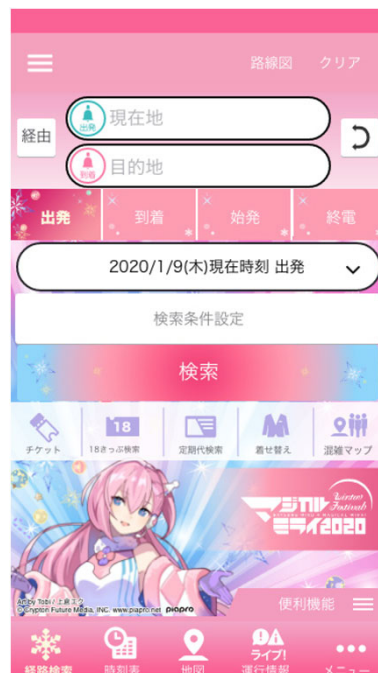 路線図 クリア
経由
出発
現在地
到着
目的地
出発 到着 始発 終電
2020/1/9(木)現在時刻 出発
検索条件設定
検索
18
チケット 18きっぷ検索 定期代検索 着せ替え 混雑マップ
マジカルミライ2020
Winter Festival
Art by Tobi / 上倉エク
© Crypton Future Media, INC. www.piapro.net piapro
便利機能
ライブ!
経路検索 時刻表 地図 運行情報 メニュー